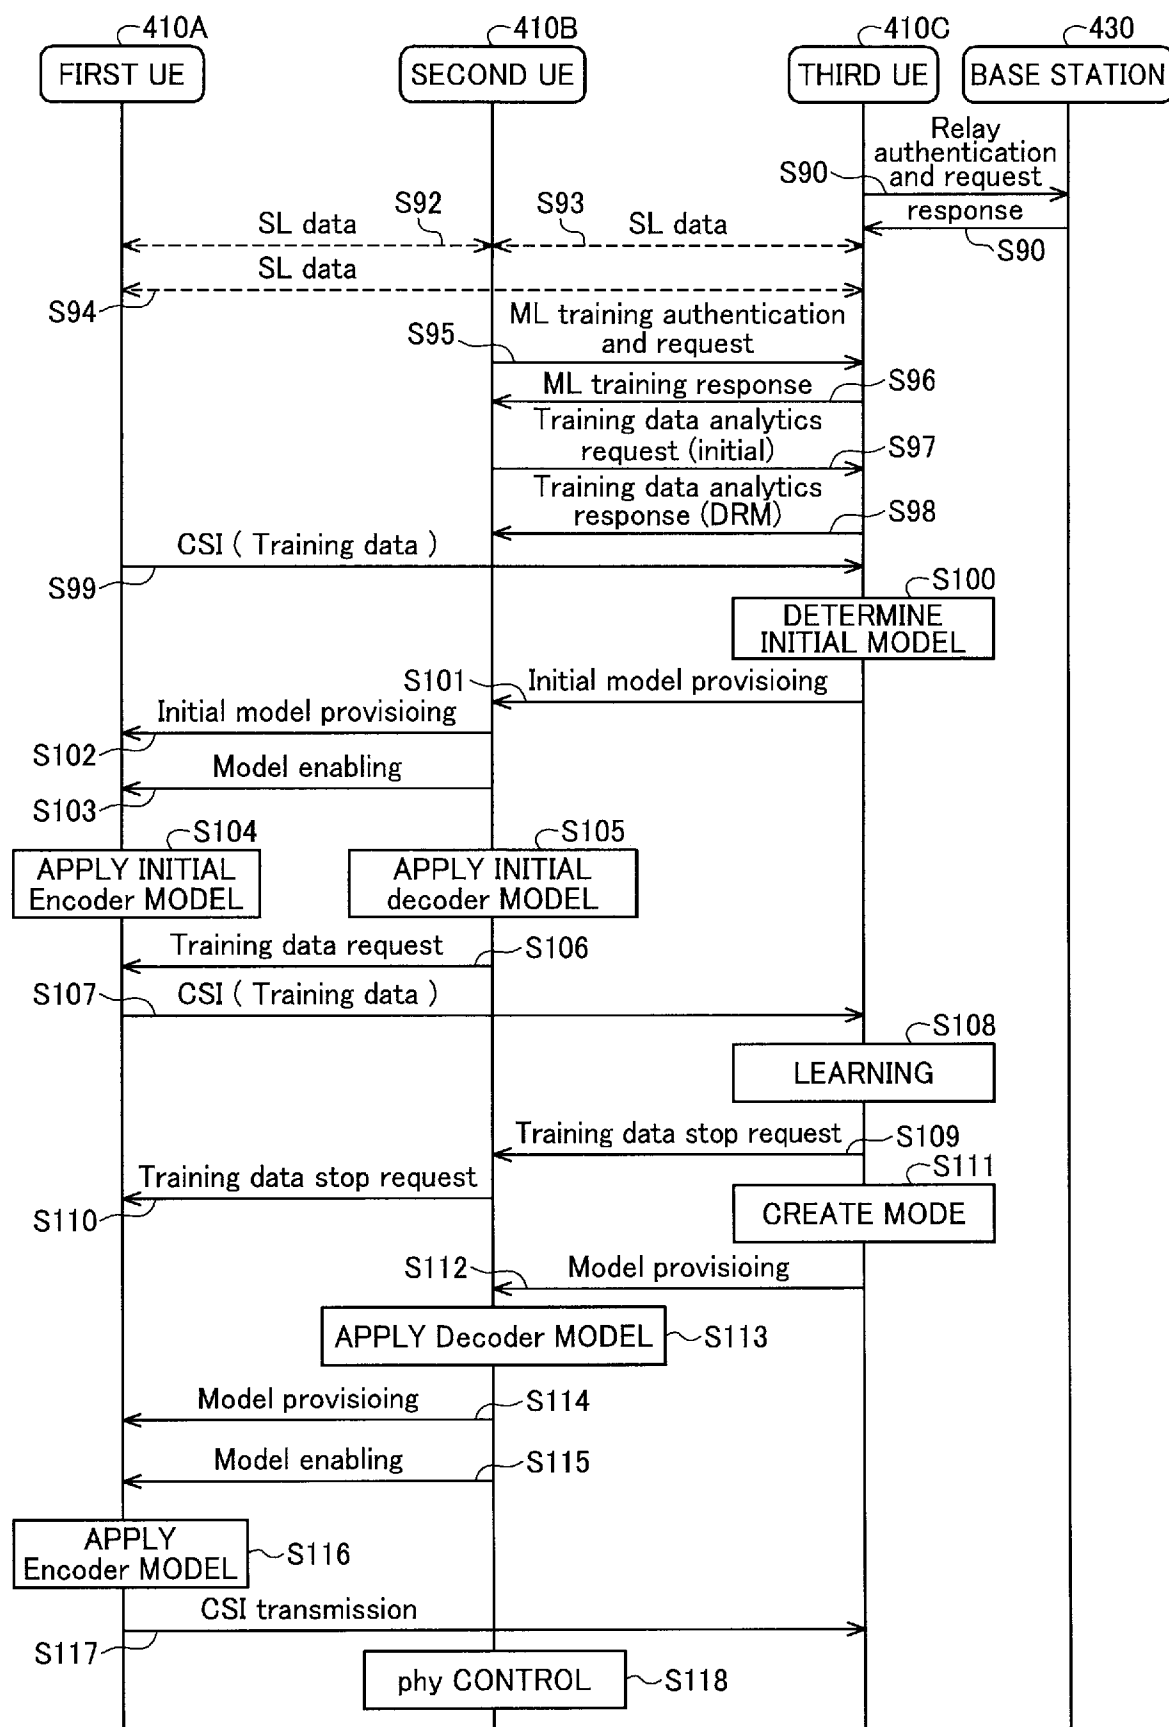 410A
410B
410C
430
FIRST UE
SECOND UE
THIRD UE
BASE STATION
Relay
authentication
and request
S90
response
S90
S92
S93
SL data
SL data
SL data
S94
ML training authentication
and request
S95
ML training response
S96
Training data analytics
request (initial)
S97
Training data analytics
response (DRM)
S98
CSI ( Training data )
S99
S100
DETERMINE
INITIAL MODEL
S101
Initial model provisioing
Initial model provisioing
S102
Model enabling
S103
S104
S105
APPLY INITIAL
Encoder MODEL
APPLY INITIAL
decoder MODEL
Training data request
S106
S107
CSI ( Training data )
S108
LEARNING
Training data stop request
S109
Training data stop request
S110
S111
CREATE MODE
S112
Model provisioing
APPLY Decoder MODEL
S113
Model provisioing
S114
Model enabling
S115
APPLY
Encoder MODEL
S116
CSI transmission
S117
phy CONTROL
S118